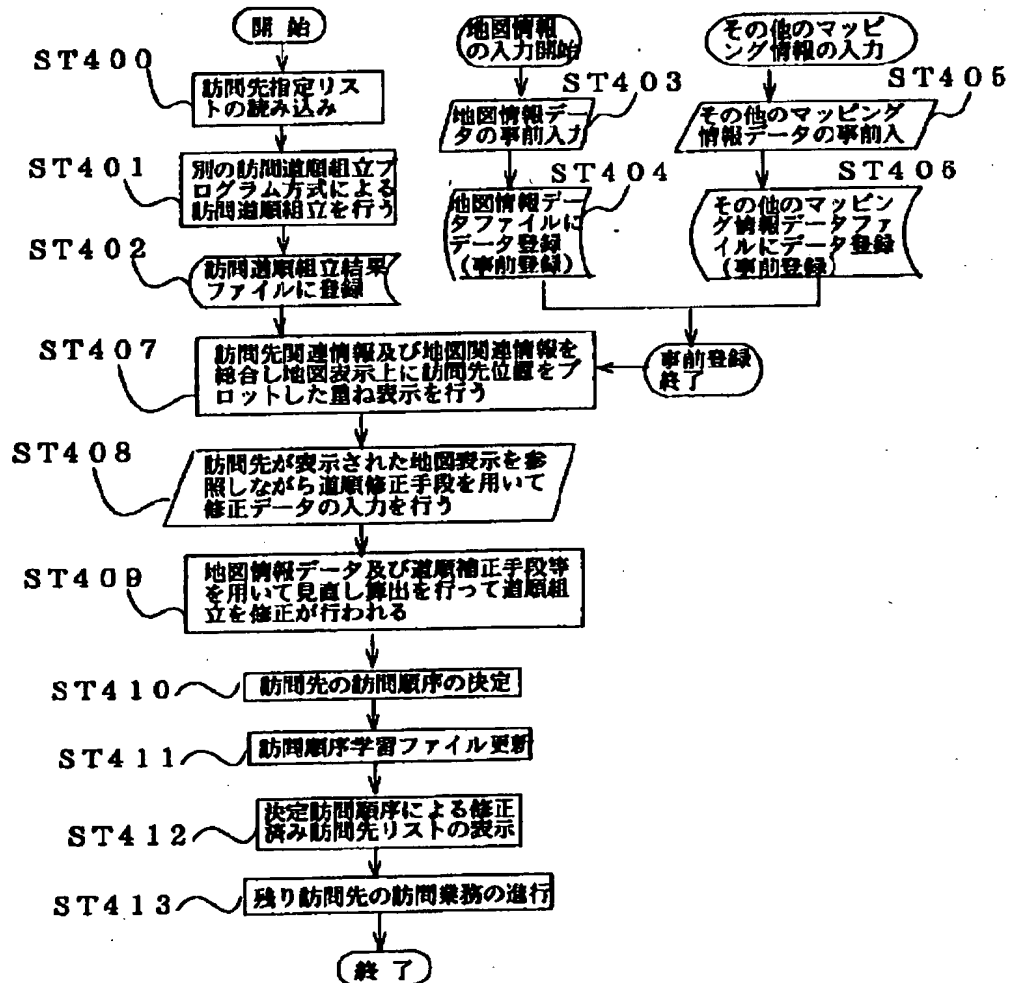 開 始
ST400
訪問先指定リス
トの読み込み
ST401
別の訪問道順組立プ
ログラム方式による
訪問道順組立を行う
ST402
訪問道順組立結果
ファイルに登録
地図情報
の入力開始
ST403
地図情報デー
タの事前入力
ST404
地図情報デー
タファイルに
データ登録
(事前登録)
その他のマッピ
ング情報の入力
ST405
その他のマッピング
情報データの事前入
ST406
その他のマッピン
グ情報データファ
イルにデータ登録
(事前登録)
事前登録
終了
ST407
訪問先関連情報及び地図関連情報を
総合し地図表示上に訪問先位置をプ
ロットした重ね表示を行う
ST408
訪問先が表示された地図表示を参
照しながら道順修正手段を用いて
修正データの入力を行う
ST409
地図情報データ及び道順補正手段等
を用いて見直し算出を行って道順組
立を修正が行われる
ST410
訪問先の訪問順序の決定
ST411
訪問順序学習ファイル更新
ST412
決定訪問順序による修正
済み訪問先リストの表示
ST413
残り訪問先の訪問業務の進行
終 了